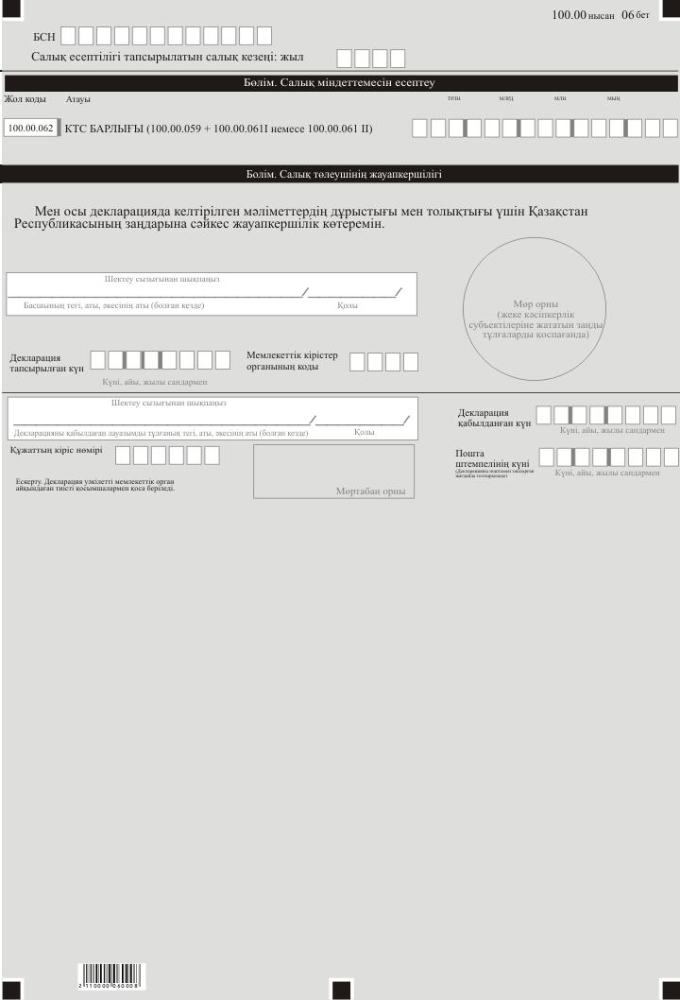 100.00 нысан 06 бет
БСН
Салық есептілігі тапсырылатын салық кезеңі: жыл
Бөлім. Салық міндеттемесін есептеу
Жол коды Атауы трлн млрд млн мың
100.00.062 КТС БАРЛЫҒЫ (100.00.059 + 100.00.061I немесе 100.00.061 II)
Бөлім. Салық төлеушінің жауапкершілігі
Мен осы декларацияда келтірілген мәліметтердің дұрыстығы мен толықтығы үшін Қазақстан
Республикасының заңдарына сәйкес жауапкершілік көтеремін.
Шектеу сызығынан шықпаңыз
Басшының тегі, аты, әкесінің аты (болған кезде) Қолы
Мөр орны
(жеке кәсіпкерлік
субъектілеріне жататын заңды
тұлғаларды қоспағанда)
Декларация
тапсырылған күн
Күні, айы, жылы сандармен
Мемлекеттік кірістер
органының коды
Шектеу сызығынан шықпаңыз
Декларацияны қабылдаған лауазымды тұлғаның тегі, аты, әкесінің аты (болған кезде) Қолы
Декларация
қабылданған күн
Күні, айы, жылы сандармен
Құжаттың кіріс нөмірі
Пошта
штемпелінің күні
(Декларацияны поштамен тапсырған
жағдайда толтырылады)
Күні, айы, жылы сандармен
Ескерту. Декларация уәкілетті мемлекеттік орган
айқындаған тиісті қосымшалармен қоса беріледі.
Мөртабан орны
2 110000 060008